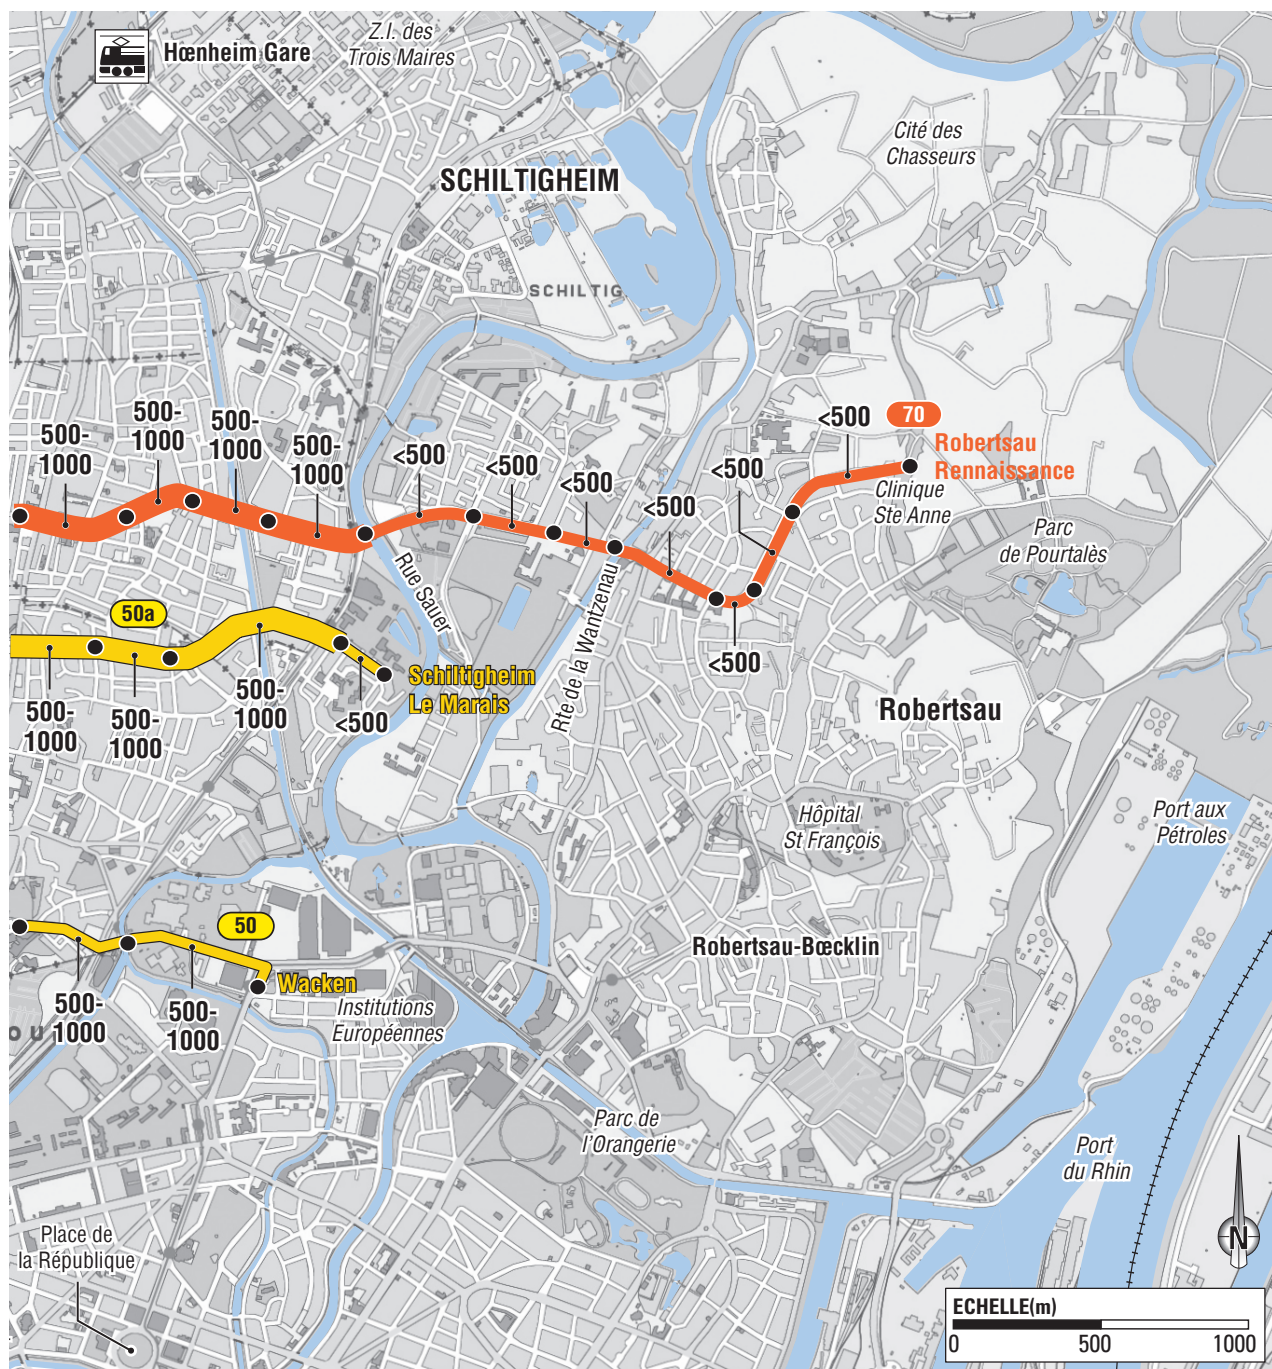 Hœnheim Gare
Z.I. des
Trois Maires
Cité des
Chasseurs
SCHILTIGHEIM
SCHILTIG
500-
1000
500-
1000
500-
1000
500-
1000
<500
<500
<500
<500
<500
<500
70
Robertsau
Rennaissance
Clinique
Ste Anne
Parc
de Pourtalès
Rue Sauer
Rte de la Wantzenau
<500
50a
500-
1000
500-
1000
500-
1000
<500
Schiltigheim
Le Marais
Robertsau
Hôpital
St François
Port aux
Pétroles
50
Wacken
Robertsau-Bœcklin
500-
1000
500-
1000
OU
Institutions
Européennes
Parc de
l'Orangerie
Port
du Rhin
Place de
la République
N
ECHELLE(m)
0 500 1000